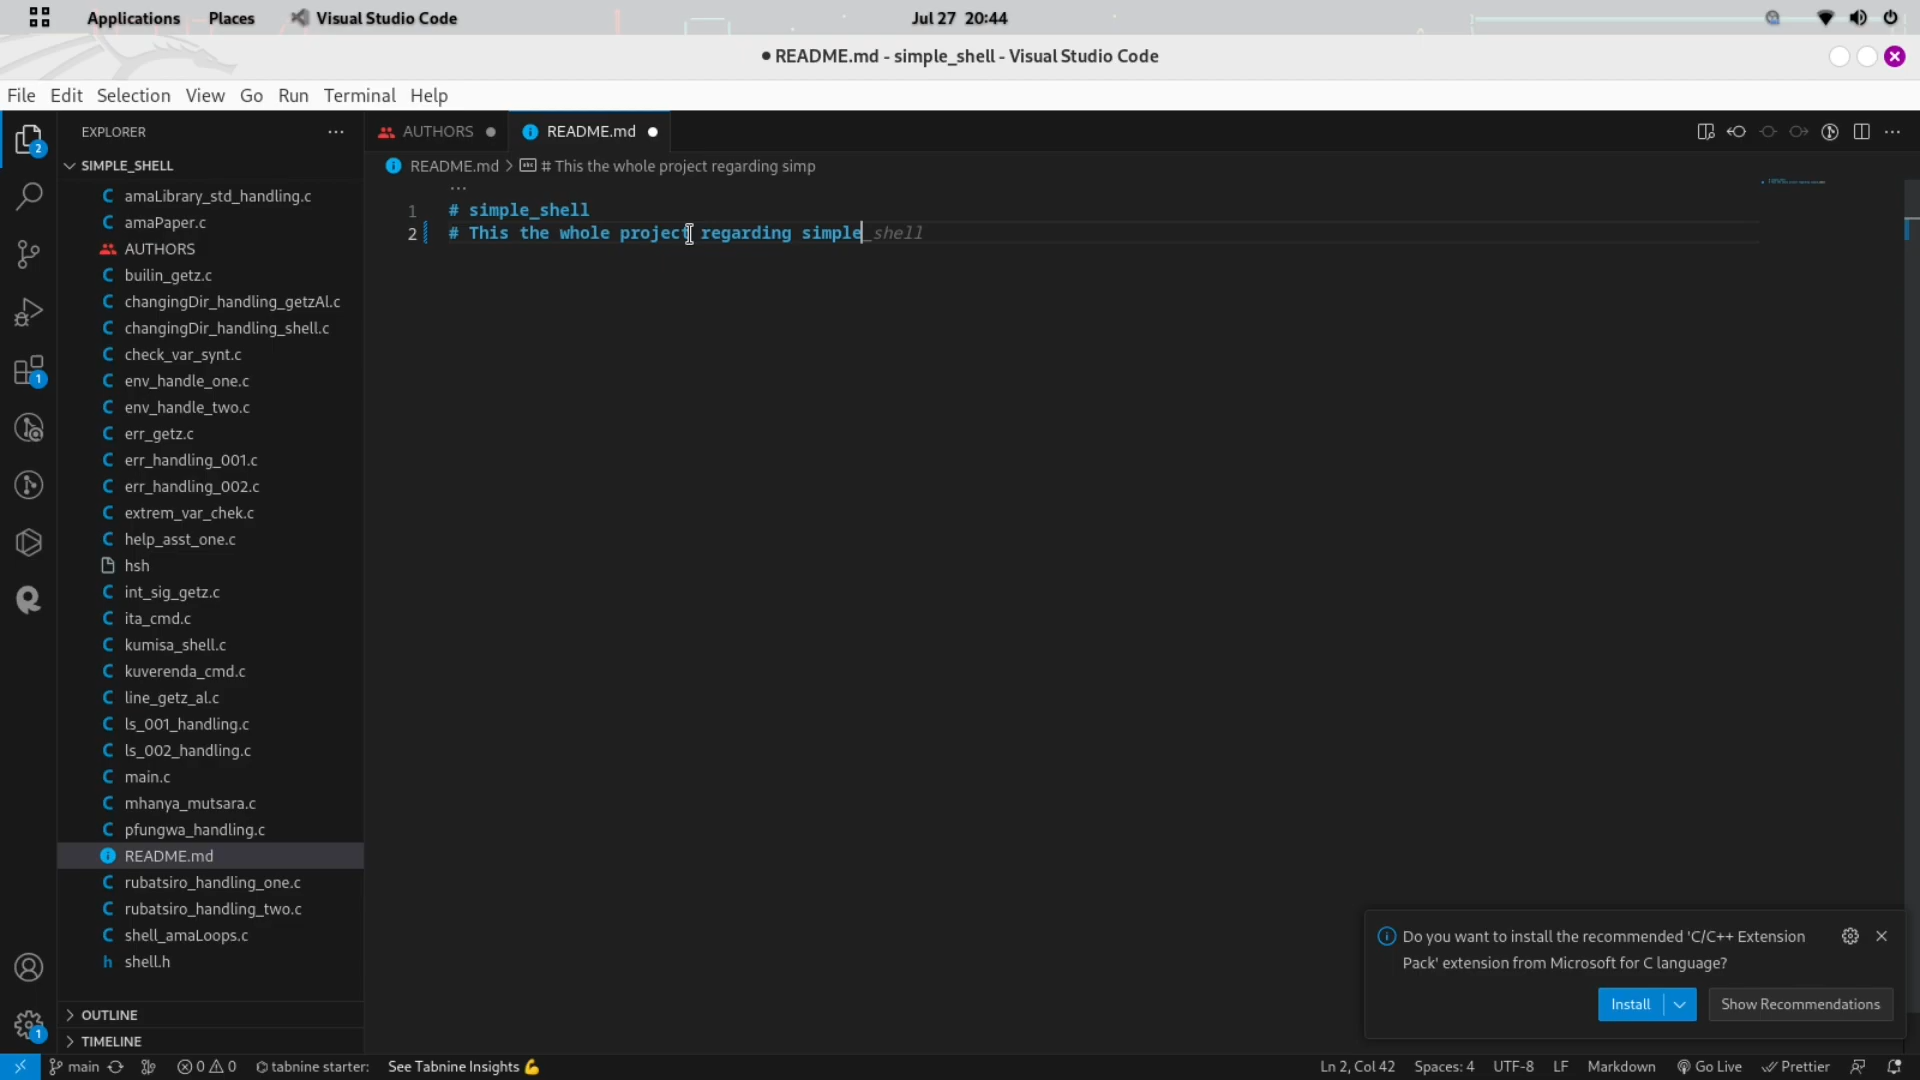 Applications Places Visual Studio Code Jul 27 20:44
● README.md - simple_shell - Visual Studio Code
File Edit Selection View Go Run Terminal Help
EXPLORER ...
AUTHORS
README.md
SIMPLE_SHELL
README.md > # This the whole project regarding simp
...
1 # simple_shell
2 # This the whole project regarding simple_shell
amaLibrary_std_handling.c
amaPaper.c
AUTHORS
builin_getz.c
changingDir_handling_getzAl.c
changingDir_handling_shell.c
check_var_synt.c
env_handle_one.c
env_handle_two.c
err_getz.c
err_handling_001.c
err_handling_002.c
extrem_var_chek.c
help_asst_one.c
hsh
int_sig_getz.c
ita_cmd.c
kumisa_shell.c
kuverenda_cmd.c
line_getz_al.c
ls_001_handling.c
ls_002_handling.c
main.c
mhanya_mutsara.c
pfungwa_handling.c
README.md
rubatsiro_handling_one.c
rubatsiro_handling_two.c
shell_amaLoops.c
shell.h
OUTLINE
TIMELINE
2
1
1
Do you want to install the recommended 'C/C++ Extension
Pack' extension from Microsoft for C language?
Install
Show Recommendations
main 0 0 tabnine starter: See Tabnine Insights 💪 Ln 2, Col 42 Spaces: 4 UTF-8 LF Markdown Go Live Prettier